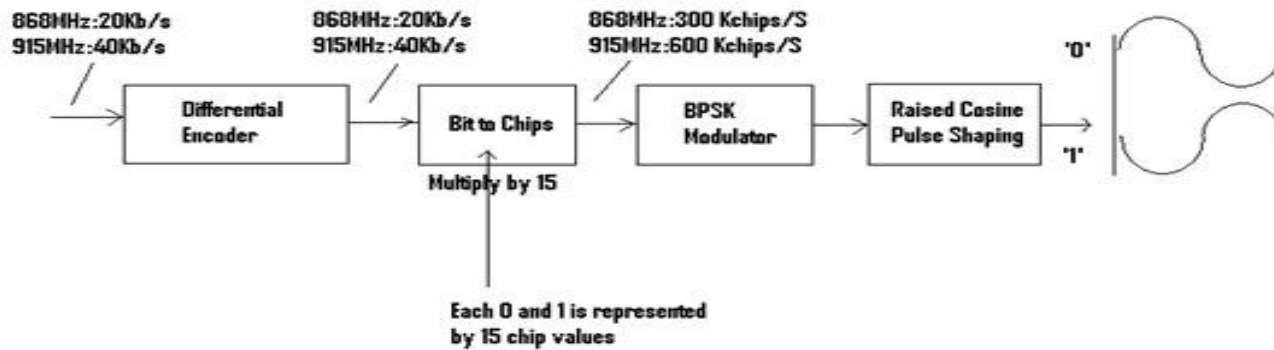 868MHz:20Kb/s
915MHz:40Kb/s
868MHz:20Kb/s
915MHz:40Kb/s
868MHz:300 Kchips/S
915MHz:600 Kchips/S
Differential
Encoder
Bit to Chips
Multiply by 15
BPSK
Modulator
Raised Cosine
Pulse Shaping
'0'
'1'
Each 0 and 1 is represented
by 15 chip values